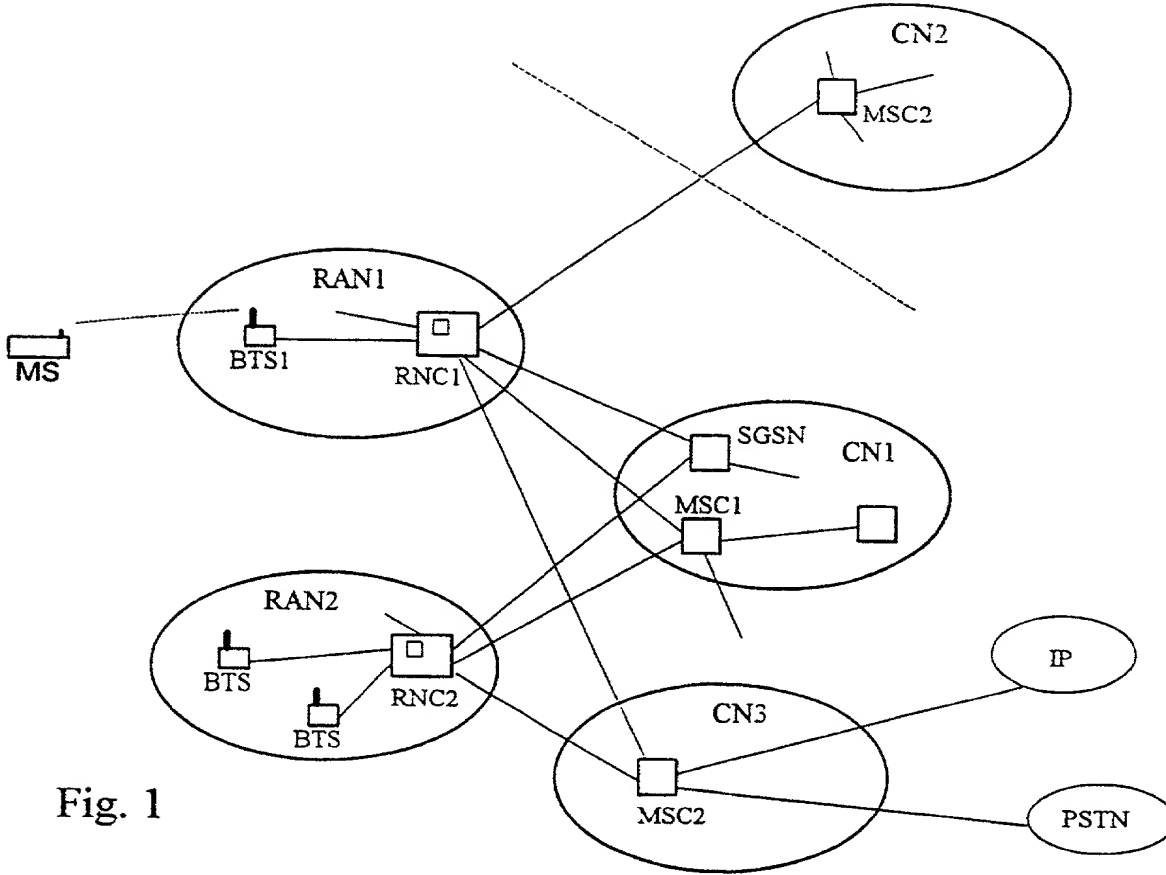 CN2
MSC2
RAN1
BTS1
RNC1
MS
SGSN
CN1
MSC1
RAN2
BTS
RNC2
BTS
IP
CN3
MSC2
PSTN
Fig. 1